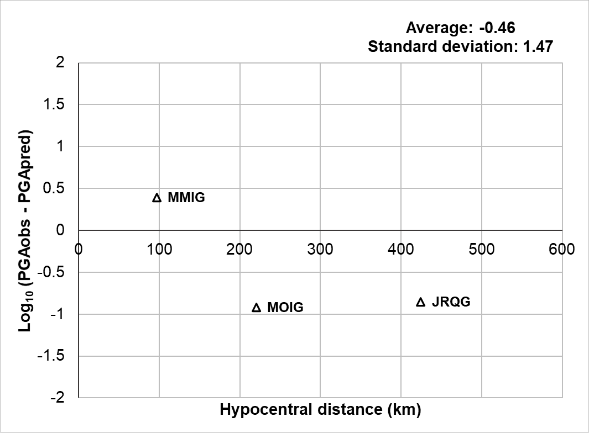 Average: -0.46
Standard deviation: 1.47
2
1.5
1
0.5
0
-0.5
-1
-1.5
-2
0 100 200 300 400 500 600
MMIG
MOIG
JRQG
Log10 (PGAobs - PGApred)
Hypocentral distance (km)